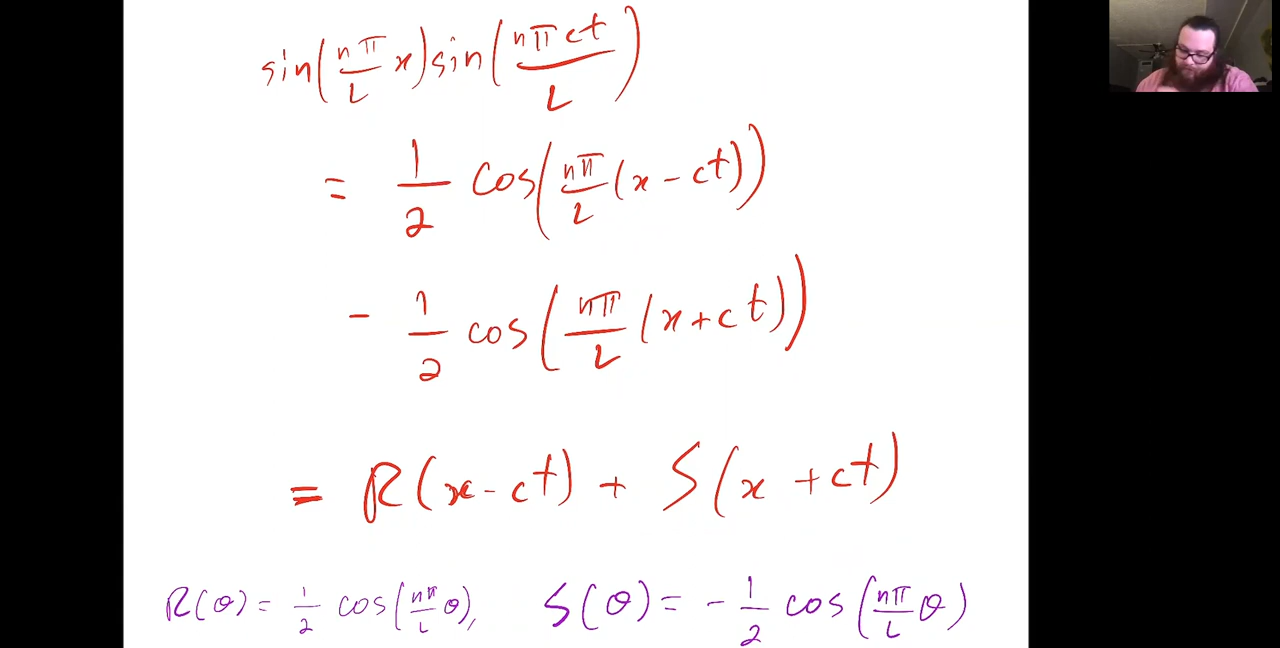 sin(nπ/L x) sin(nπct/L)
= 1/2 cos(nπ/L (x - ct))
- 1/2 cos(nπ/L (x + ct))
= R(x - ct) + S(x + ct)
R(θ) = 1/2 cos(nπ/L θ), S(θ) = - 1/2 cos(nπ/L θ)